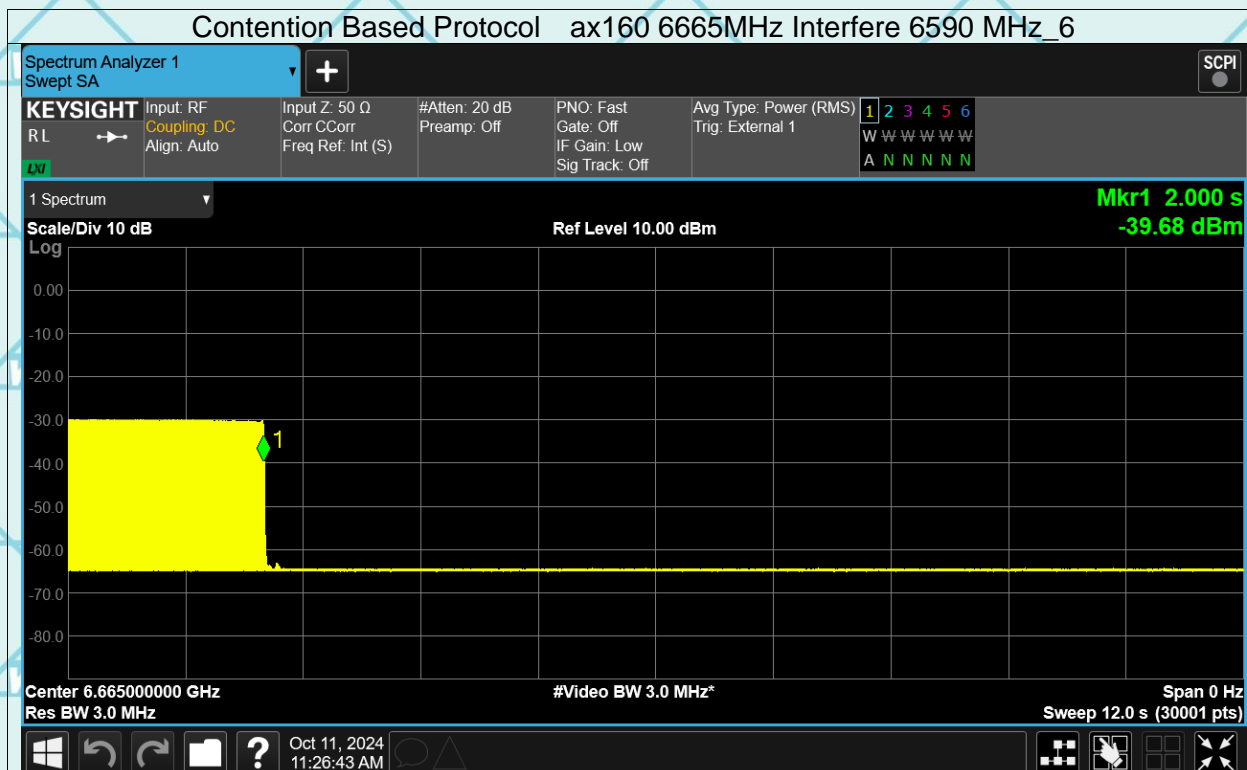 Contention Based Protocol ax160 6665MHz Interfere 6590 MHz_6
Spectrum Analyzer 1
Swept SA
▼
+
SCPI
KEYSIGHT
RL
LXI
Input: RF
Coupling: DC
Align: Auto
Input Z: 50 Ω
Corr CCorr
Freq Ref: Int (S)
#Atten: 20 dB
Preamp: Off
PNO: Fast
Gate: Off
IF Gain: Low
Sig Track: Off
Avg Type: Power (RMS)
Trig: External 1
1 2 3 4 5 6
W W W W W W
A N N N N N
1 Spectrum ▼
Mkr1 2.000 s
-39.68 dBm
Scale/Div 10 dB
Ref Level 10.00 dBm
Log
0.00
-10.0
-20.0
-30.0
1
-40.0
-50.0
-60.0
-70.0
-80.0
Center 6.665000000 GHz
#Video BW 3.0 MHz*
Span 0 Hz
Res BW 3.0 MHz
Sweep 12.0 s (30001 pts)
?
Oct 11, 2024
11:26:43 AM